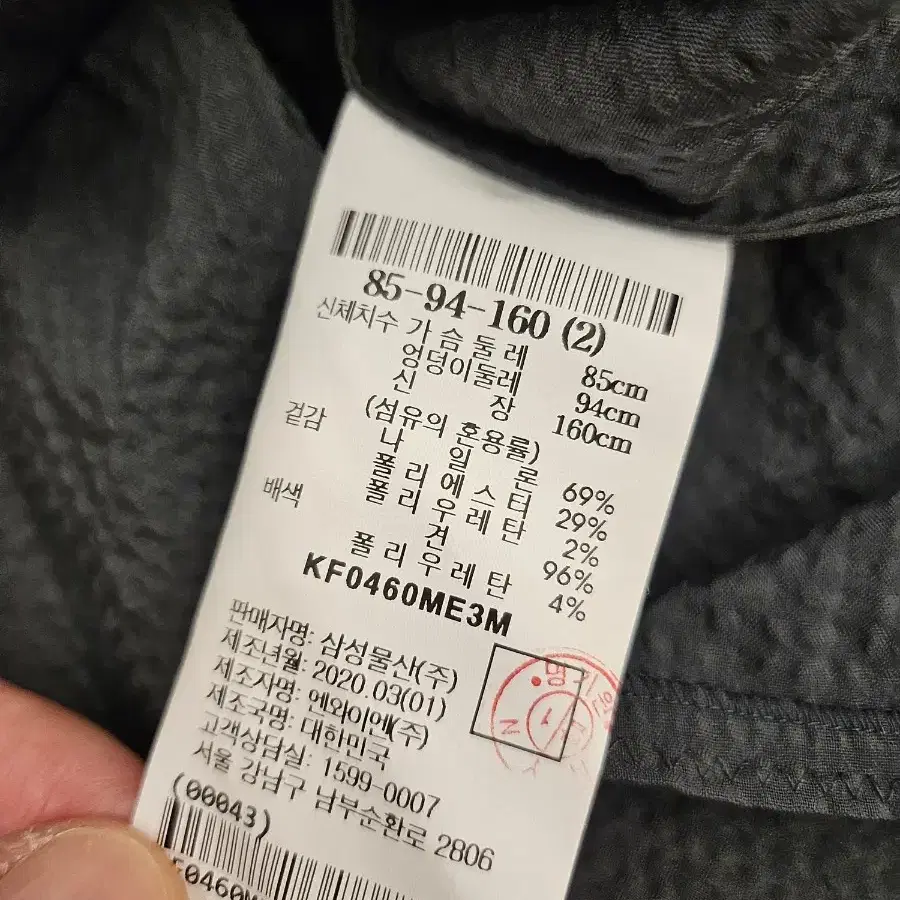 85-94-160 (2)
신체치수 가슴둘레 85cm
엉덩이둘레 94cm
신장 160cm
(섬유의 혼용률)
겉감 나일론 69%
폴리에스터 29%
폴리우레탄 2%
배색 견 96%
폴리우레탄 4%
KF0460ME3M
판매자명: 삼성물산(주)
제조년월: 2020.03(01)
제조자명: 엔와이엔(주)
제조국명: 대한민국
고객상담실: 1599-0007
서울 강남구 남부순환로 2806
(00043)